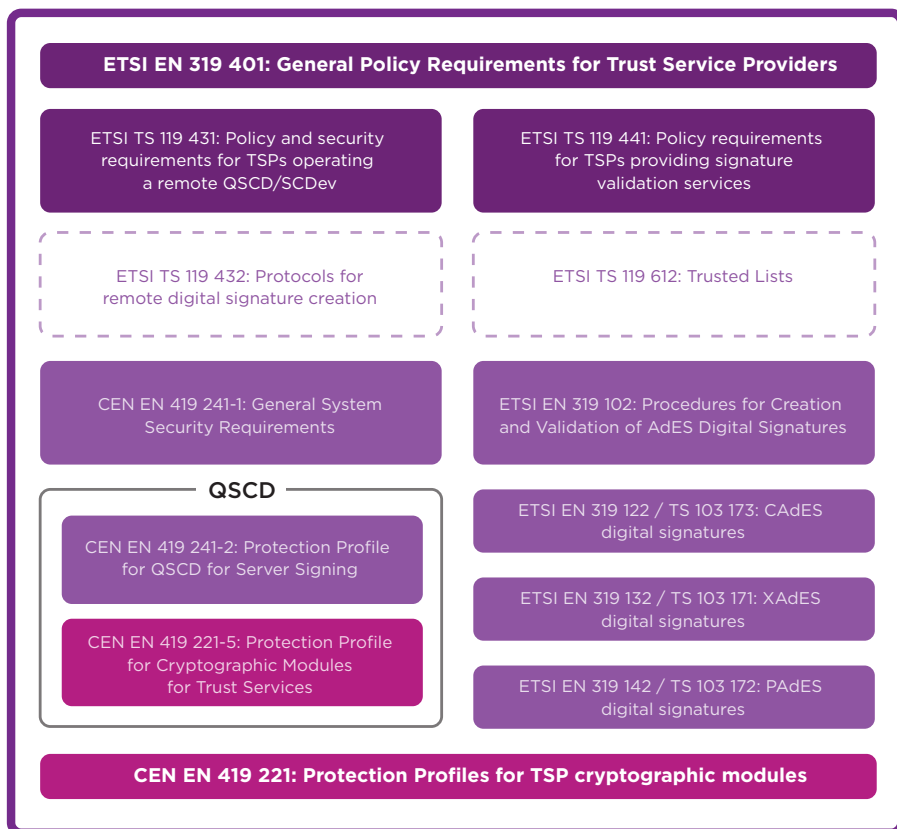 ETSI EN 319 401: General Policy Requirements for Trust Service Providers
ETSI TS 119 431: Policy and security
requirements for TSPs operating
a remote QSCD/SCDev
ETSI TS 119 441: Policy requirements
for TSPs providing signature
validation services
ETSI TS 119 432: Protocols for
remote digital signature creation
ETSI TS 119 612: Trusted Lists
CEN EN 419 241-1: General System
Security Requirements
ETSI EN 319 102: Procedures for Creation
and Validation of AdES Digital Signatures
QSCD
CEN EN 419 241-2: Protection Profile
for QSCD for Server Signing
CEN EN 419 221-5: Protection Profile
for Cryptographic Modules
for Trust Services
ETSI EN 319 122 / TS 103 173: CAdES
digital signatures
ETSI EN 319 132 / TS 103 171: XAdES
digital signatures
ETSI EN 319 142 / TS 103 172: PAdES
digital signatures
CEN EN 419 221: Protection Profiles for TSP cryptographic modules